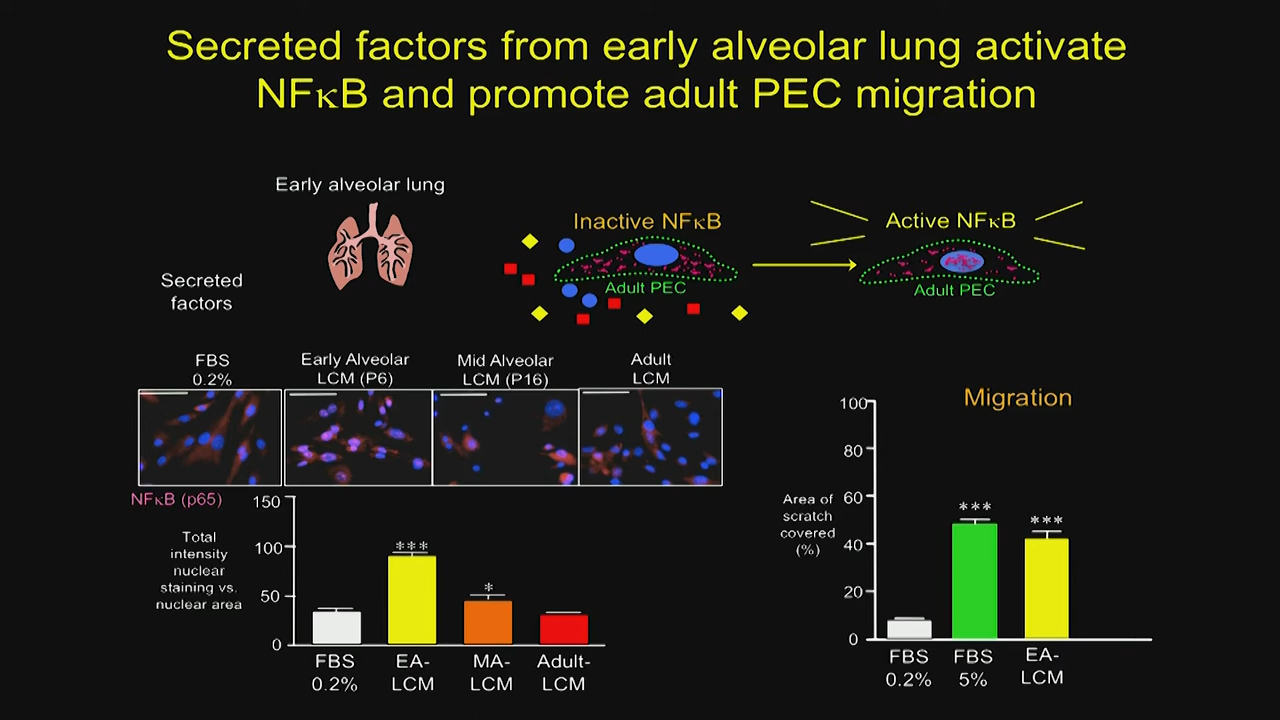 Secreted factors from early alveolar lung activate
NFκB and promote adult PEC migration
Early alveolar lung
Secreted
factors
Inactive NFκB
Adult PEC
Active NFκB
Adult PEC
FBS
0.2%
Early Alveolar
LCM (P6)
Mid Alveolar
LCM (P16)
Adult
LCM
NFκB (p65)
Total
intensity
nuclear
staining vs.
nuclear area
150
100
50
0
***
*
FBS
0.2%
EA-
LCM
MA-
LCM
Adult-
LCM
Migration
Area of
scratch
covered
(%)
100
80
60
40
20
0
***
***
FBS
0.2%
FBS
5%
EA-
LCM